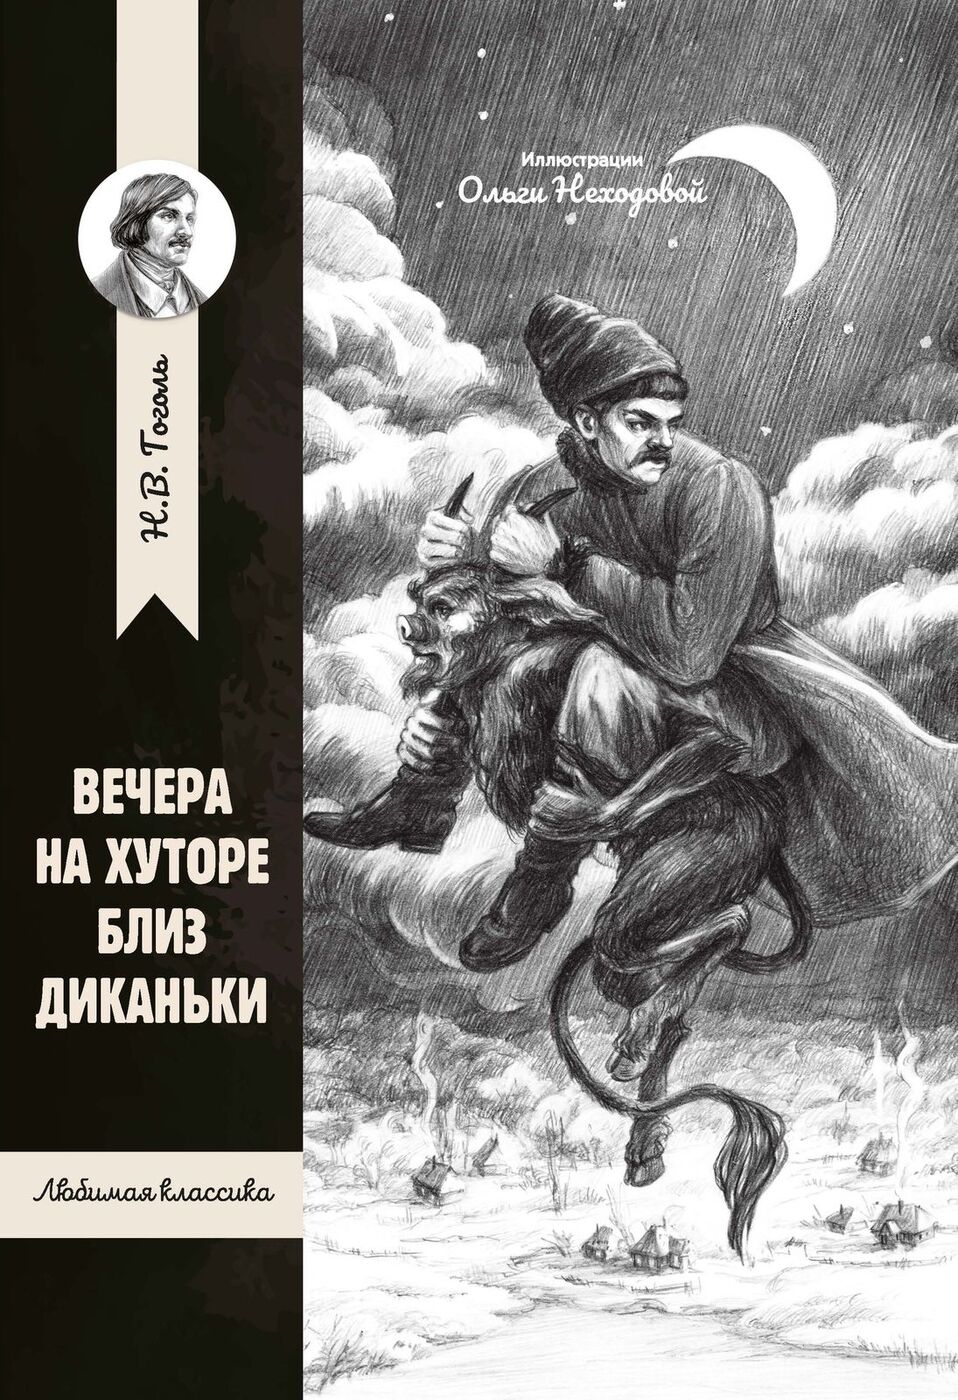 Иллюстрации
Ольги Неходовой
Н.В. Гоголь
ВЕЧЕРА
НА ХУТОРЕ
БЛИЗ
ДИКАНЬКИ
Любимая классика